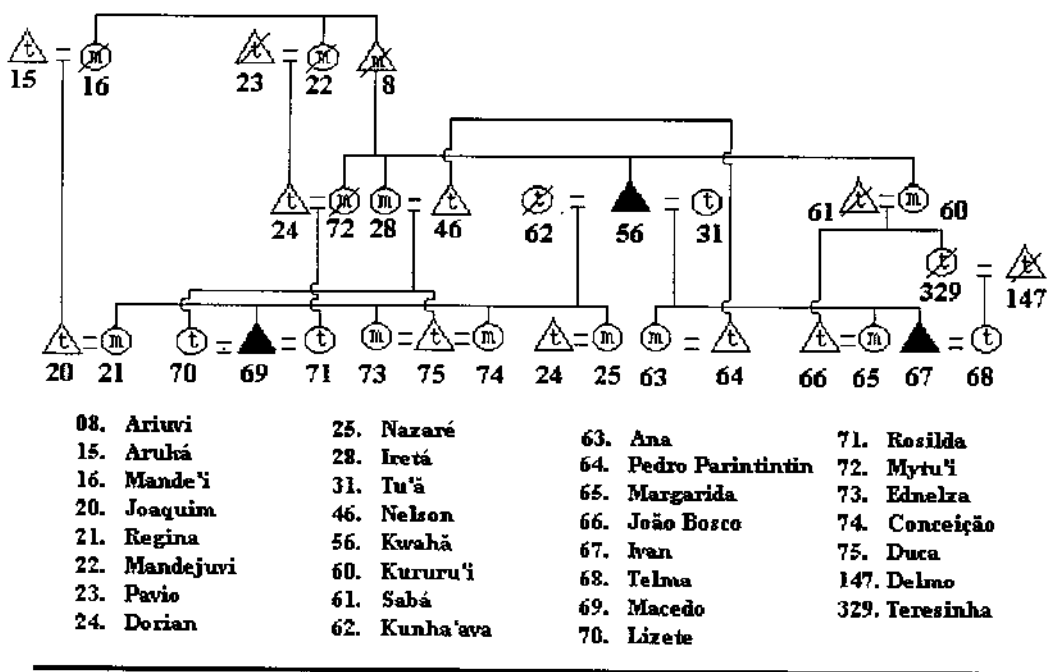 t = m t = m m
15 16 23 22 8
t = m m = t t = t t = m
24 72 28 46 62 56 31 61 60
t = t
329 147
t = m t = = t m = t = m t = m m = t t = m = t
20 21 70 69 71 73 75 74 24 25 63 64 66 65 67 68
08. Ariuvi
15. Aruká
16. Mande'i
20. Joaquim
21. Regina
22. Mandejuvi
23. Pavio
24. Dorian
25. Nazaré
28. Iretá
31. Tu'ã
46. Nelson
56. Kwahã
60. Kururu'i
61. Sabá
62. Kunha'ava
63. Ana
64. Pedro Parintintin
65. Margarida
66. João Bosco
67. Ivan
68. Telma
69. Macedo
70. Lizete
71. Rosilda
72. Mytu'i
73. Ednelza
74. Conceição
75. Duca
147. Delmo
329. Teresinha